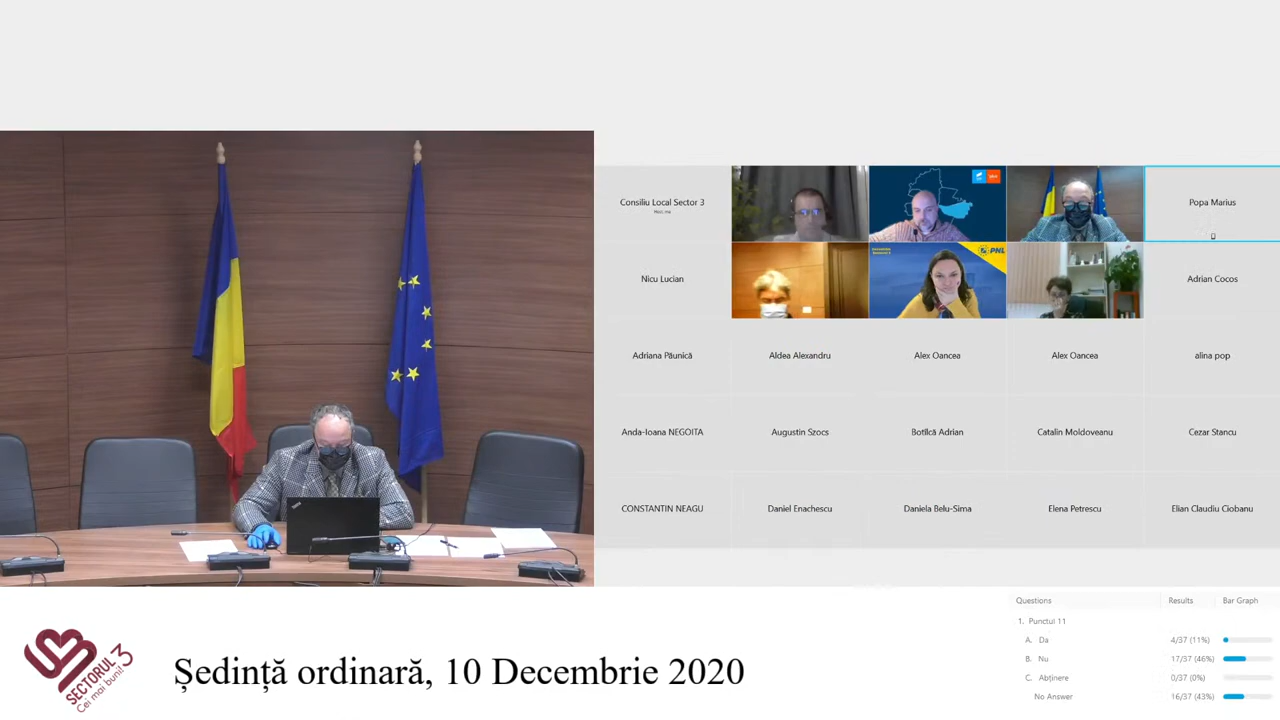 Consiliu Local Sector 3
Popa Marius
Nicu Lucian
PNL
Adrian Cocos
Adriana Păunică
Aldea Alexandru
Alex Oancea
Alex Oancea
alina pop
Anda-Ioana NEGOITA
Augustin Szocs
Botîlcă Adrian
Catalin Moldoveanu
Cezar Stancu
CONSTANTIN NEAGU
Daniel Enachescu
Daniela Belu-Sima
Elena Petrescu
Elian Claudiu Ciobanu
Questions Results Bar Graph
1. Punctul 11
A. Da 4/37 (11%)
B. Nu 17/37 (46%)
C. Abținere 0/37 (0%)
No Answer 16/37 (43%)
SECTORUL 3
Cei mai buni!
Ședință ordinară, 10 Decembrie 2020